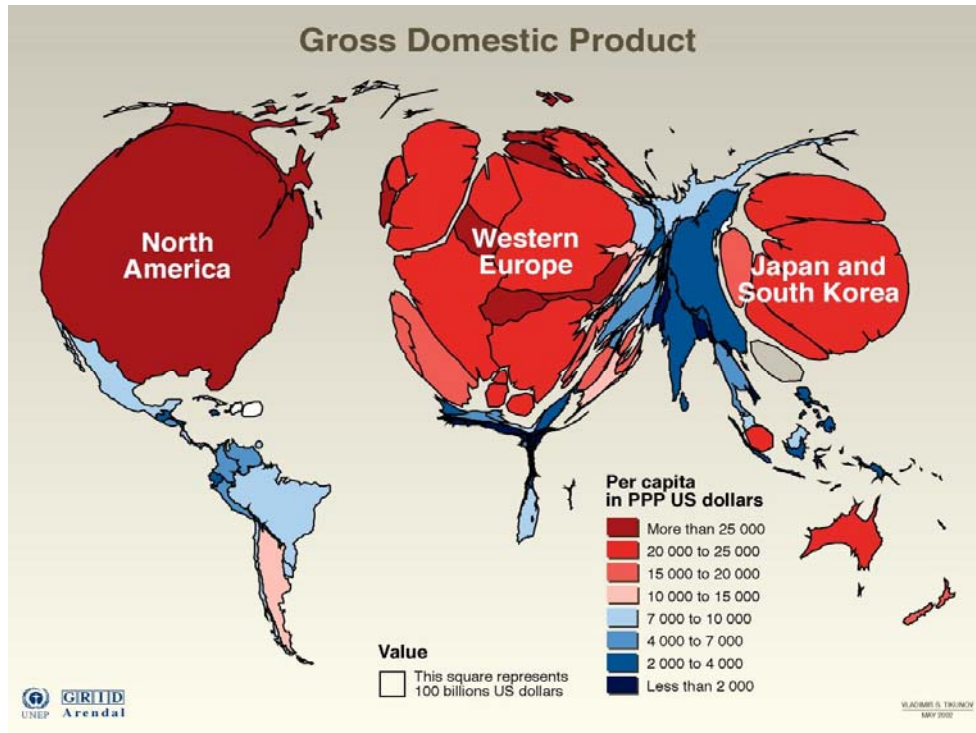 Gross Domestic Product
North
America
Western
Europe
Japan and
South Korea
Per capita
in PPP US dollars
More than 25 000
20 000 to 25 000
15 000 to 20 000
10 000 to 15 000
7 000 to 10 000
4 000 to 7 000
2 000 to 4 000
Less than 2 000
Value
This square represents
100 billions US dollars
UNEP
GRID
Arendal
VLADIMIR S. TIKUNOV
MAY 2002